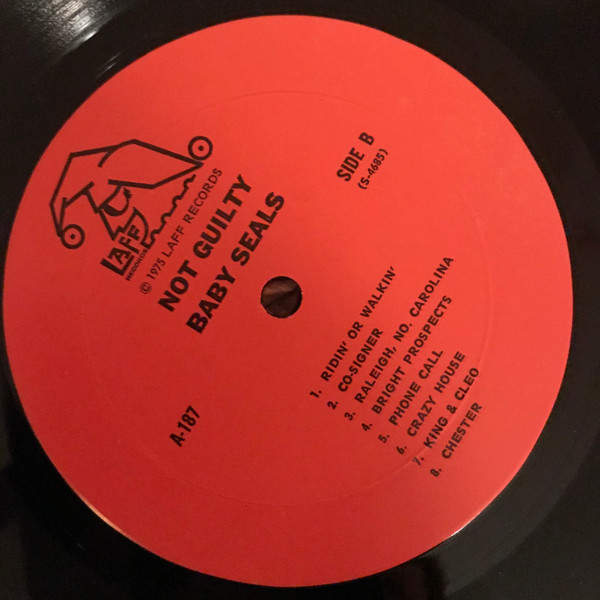 LAFF
RECORDS
© 1975 LAFF RECORDS
NOT GUILTY
BABY SEALS
SIDE B
(S-4685)
A-187
1. RIDIN' OR WALKIN'
2. CO-SIGNER
3. RALEIGH, NO. CAROLINA
4. BRIGHT PROSPECTS
5. PHONE CALL
6. CRAZY HOUSE
7. KING & CLEO
8. CHESTER